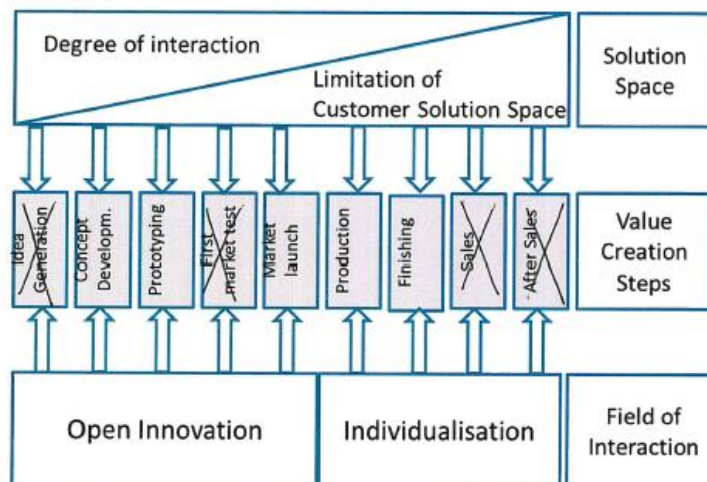 Degree of interaction
Limitation of
Customer Solution Space
Solution
Space
Idea
Generation
Concept
Developm.
Prototyping
First
market test
Market
launch
Production
Finishing
Sales
After Sales
Value
Creation
Steps
Open Innovation
Individualisation
Field of
Interaction